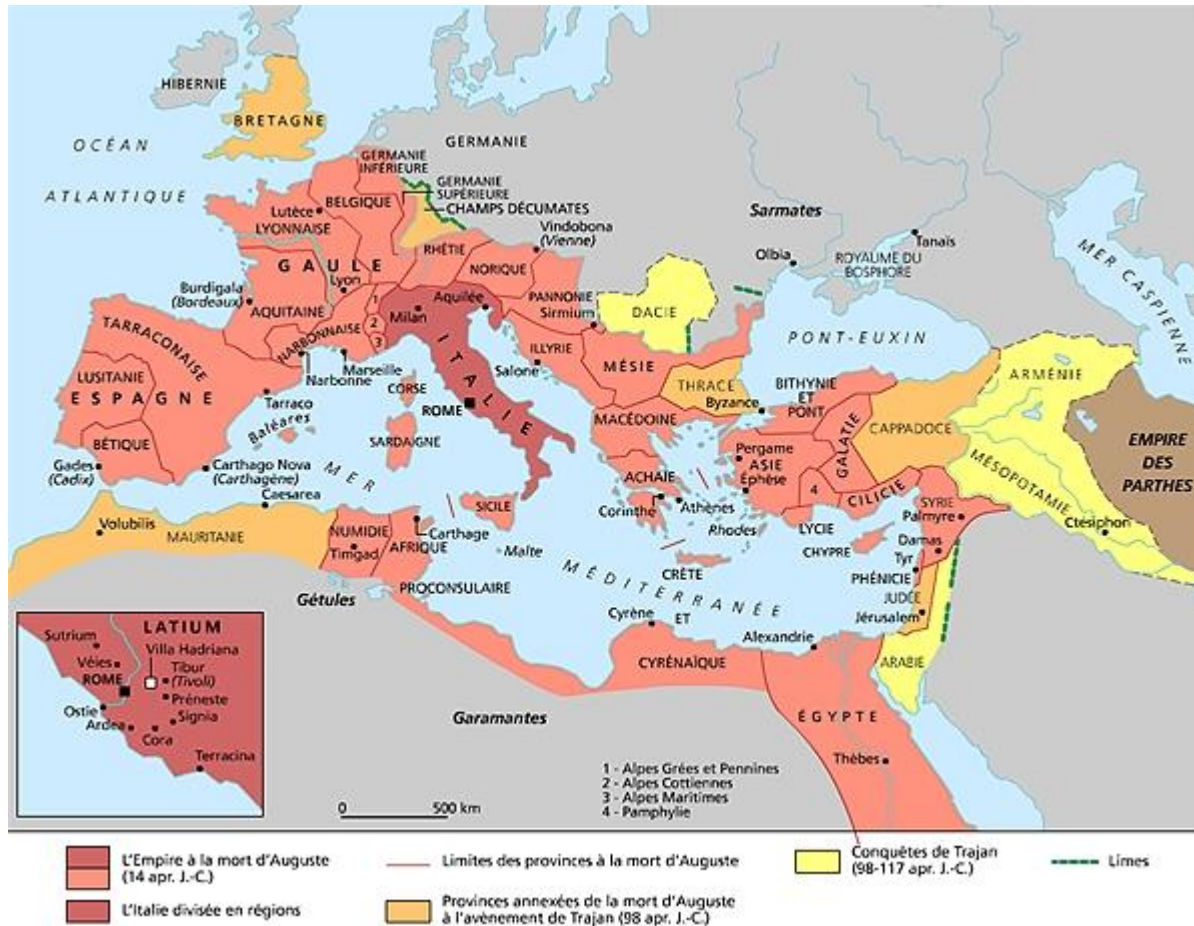 HIBERNIE
BRETAGNE
OCÉAN
ATLANTIQUE
GERMANIE
GERMANIE
INFÉRIEURE
GERMANIE
SUPÉRIEURE
CHAMPS DÉCUMATES
BELGIQUE
Lutèce
LYONNAISE
Vindobona
(Vienne)
RHÉTIE
NORIQUE
GAULE
Lyon
Burdigala
(Bordeaux)
AQUITAINE
NARBONNAISE
1
2
3
Milan
Aquilée
PANNONIE
Sirmium
DACIE
Sarmates
Olbia
Tanaïs
ROYAUME DU
BOSPHORE
MER CASPIENNE
PONT-EUXIN
TARRACONAISE
LUSITANIE
ESPAGNE
BÉTIQUE
Gades
(Cadix)
Tarraco
Baléares
Carthago Nova
(Carthagène)
Narbonne
Marseille
CORSE
SARDAIGNE
ITALIE
ROME
ILLYRIE
Salone
MÉSIE
THRACE
Byzance
MACÉDOINE
BITHYNIE
ET
PONT
GALATIE
CAPPADOCE
ARMÉNIE
MÉSOPOTAMIE
Ctésiphon
EMPIRE
DES
PARTHES
Pergame
ASIE
Éphèse
ACHAÏE
Corinthe
Athènes
Rhodes
4
CILICIE
LYCIE
CHYPRE
SYRIE
Palmyre
Damas
Tyr
PHÉNICIE
JUDÉE
Jérusalem
ARABIE
CRÈTE
SICILE
Malte
MER
MÉDITERRANÉE
Caesarea
Volubilis
MAURITANIE
NUMIDIE
Timgad
AFRIQUE
PROCONSULAIRE
Carthage
Gétules
Garamantes
Cyrène
ET
CYRÉNAÏQUE
Alexandrie
ÉGYPTE
Thèbes
LATIUM
Sutrium
Villa Hadriana
Véies
Tibur
(Tivoli)
ROME
Préneste
Ostie
Signia
Ardea
Cora
Terracina
0 500 km
1 - Alpes Grées et Pennines
2 - Alpes Cottiennes
3 - Alpes Maritimes
4 - Pamphylie
L'Empire à la mort d'Auguste
(14 apr. J.-C.)
L'Italie divisée en régions
Limites des provinces à la mort d'Auguste
Provinces annexées de la mort d'Auguste
à l'avènement de Trajan (98 apr. J.-C.)
Conquêtes de Trajan
(98-117 apr. J.-C.)
Limes